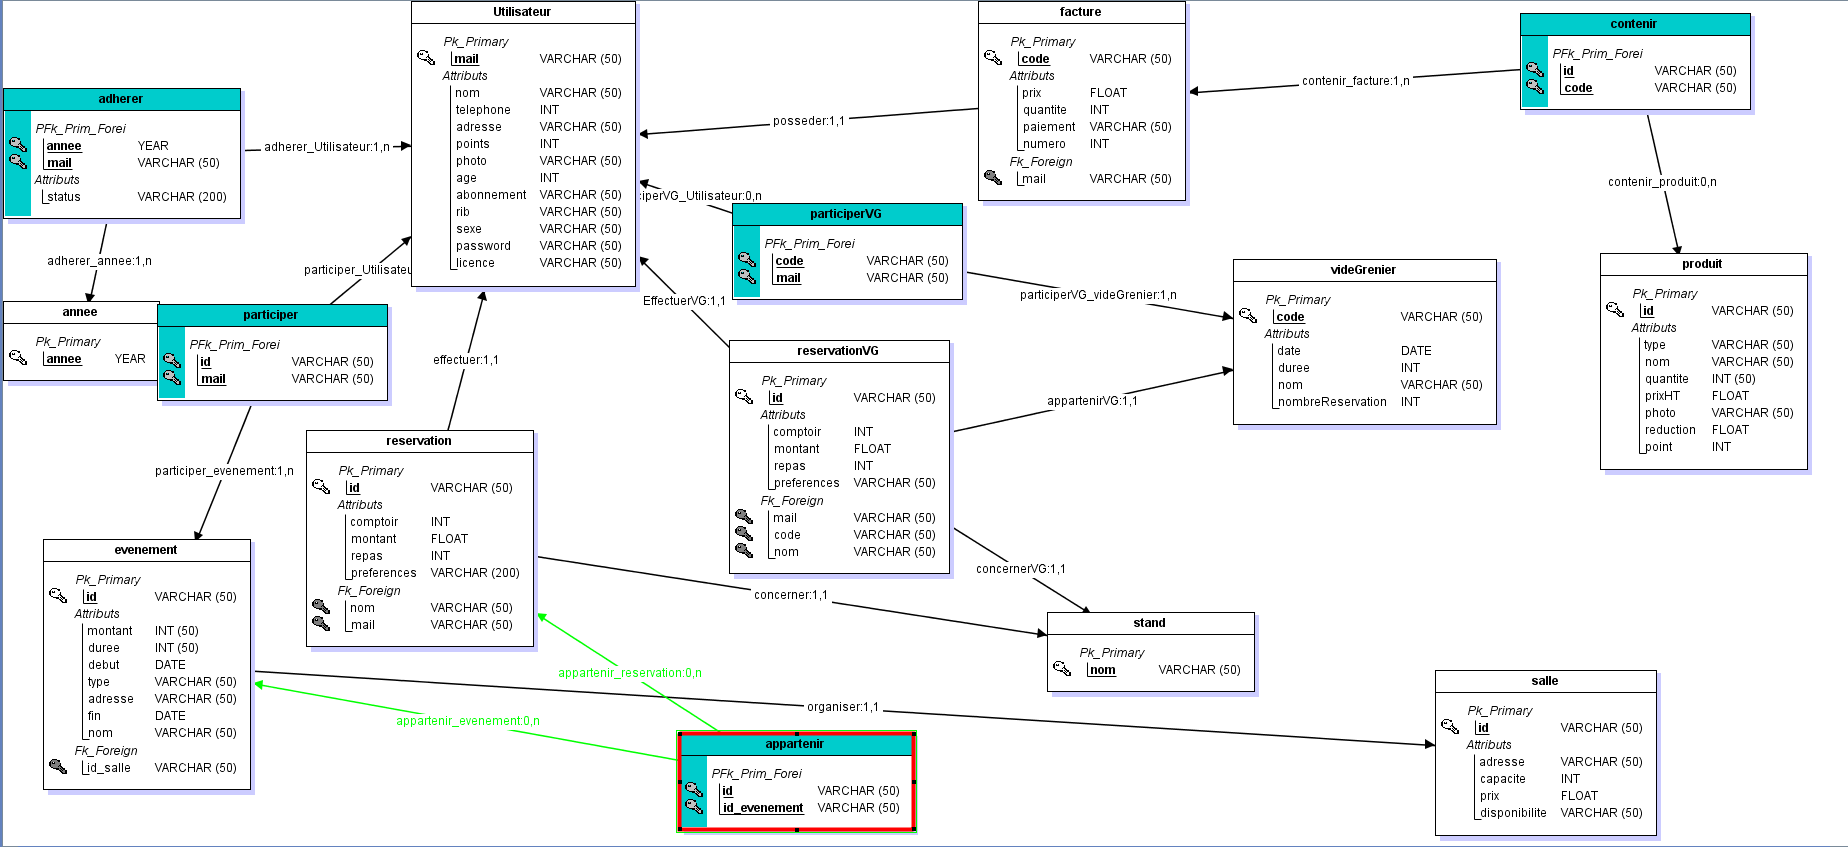 Utilisateur
Pk_Primary
mail VARCHAR (50)
Attributs
nom VARCHAR (50)
telephone INT
adresse VARCHAR (50)
points INT
photo VARCHAR (50)
age INT
abonnement VARCHAR (50)
rib VARCHAR (50)
sexe VARCHAR (50)
password VARCHAR (50)
licence VARCHAR (50)
facture
Pk_Primary
code VARCHAR (50)
Attributs
prix FLOAT
quantite INT
paiement VARCHAR (50)
numero INT
Fk_Foreign
mail VARCHAR (50)
contenir
PFk_Prim_Forei
id VARCHAR (50)
code VARCHAR (50)
contenir_facture:1,n
posseder:1,1
adherer
PFk_Prim_Forei
annee YEAR
mail VARCHAR (50)
Attributs
status VARCHAR (200)
adherer_Utilisateur:1,n
contenir_produit:0,n
iperVG_Utilisateur:0,n
participerVG
PFk_Prim_Forei
code VARCHAR (50)
mail VARCHAR (50)
adherer_annee:1,n
participer_Utilisateu
annee
Pk_Primary
annee YEAR
participer
PFk_Prim_Forei
id VARCHAR (50)
mail VARCHAR (50)
EffectuerVG:1,1
participerVG_videGrenier:1,n
videGrenier
Pk_Primary
code VARCHAR (50)
Attributs
date DATE
duree INT
nom VARCHAR (50)
nombreReservation INT
produit
Pk_Primary
id VARCHAR (50)
Attributs
type VARCHAR (50)
nom VARCHAR (50)
quantite INT (50)
prixHT FLOAT
photo VARCHAR (50)
reduction FLOAT
point INT
effectuer:1,1
reservationVG
Pk_Primary
id VARCHAR (50)
Attributs
comptoir INT
montant FLOAT
repas INT
preferences VARCHAR (50)
Fk_Foreign
mail VARCHAR (50)
code VARCHAR (50)
nom VARCHAR (50)
appartenirVG:1,1
participer_evenement:1,n
reservation
Pk_Primary
id VARCHAR (50)
Attributs
comptoir INT
montant FLOAT
repas INT
preferences VARCHAR (200)
Fk_Foreign
nom VARCHAR (50)
mail VARCHAR (50)
evenement
Pk_Primary
id VARCHAR (50)
Attributs
montant INT (50)
duree INT (50)
debut DATE
type VARCHAR (50)
adresse VARCHAR (50)
fin DATE
nom VARCHAR (50)
Fk_Foreign
id_salle VARCHAR (50)
concernerVG:1,1
concerner:1,1
stand
Pk_Primary
nom VARCHAR (50)
appartenir_reservation:0,n
organiser:1,1
appartenir_evenement:0,n
appartenir
PFk_Prim_Forei
id VARCHAR (50)
id_evenement VARCHAR (50)
salle
Pk_Primary
id VARCHAR (50)
Attributs
adresse VARCHAR (50)
capacite INT
prix FLOAT
disponibilite VARCHAR (50)